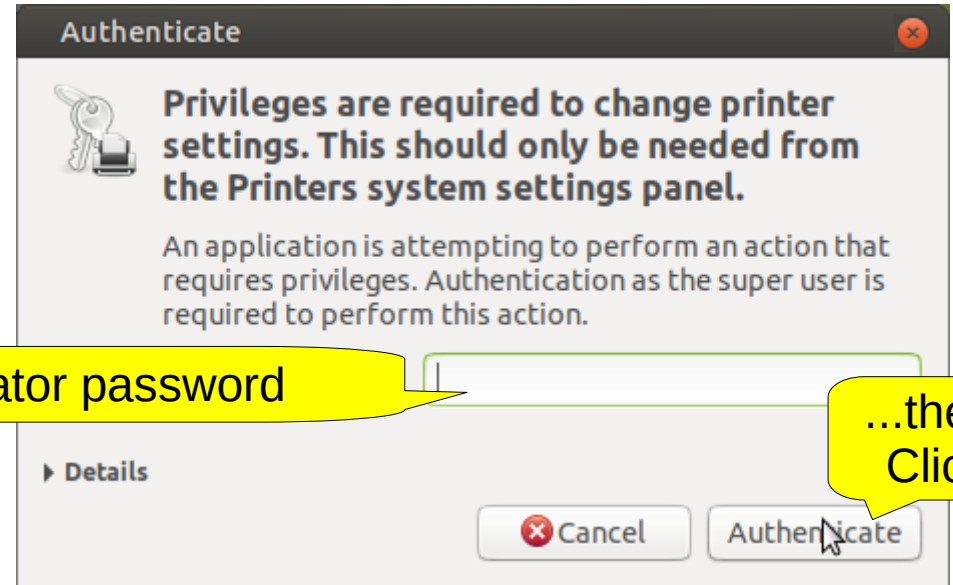 Authenticate
Privileges are required to change printer
settings. This should only be needed from
the Printers system settings panel.
An application is attempting to perform an action that
requires privileges. Authentication as the super user is
required to perform this action.
password
Details
Cancel
Authenticate